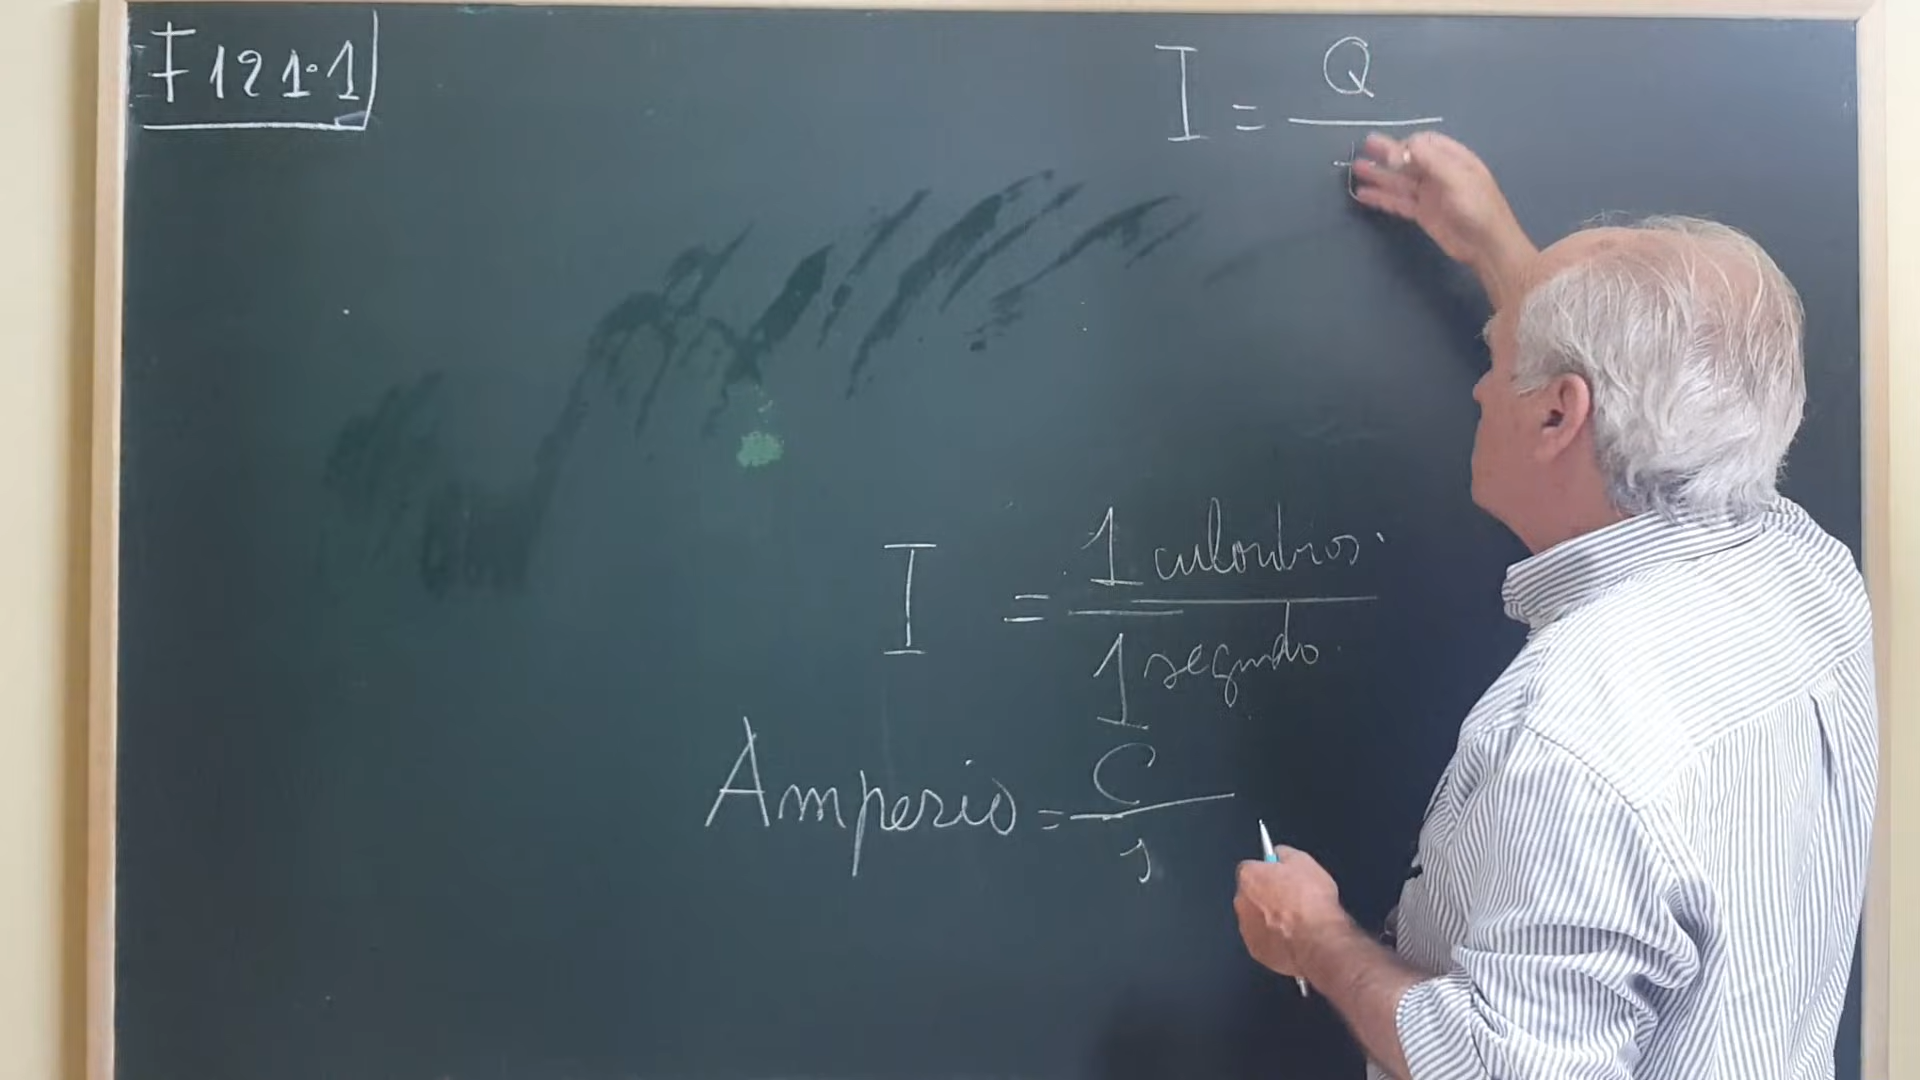 F121.1
I = Q / t
I = 1 culombios / 1 segundo
Amperio = C / s